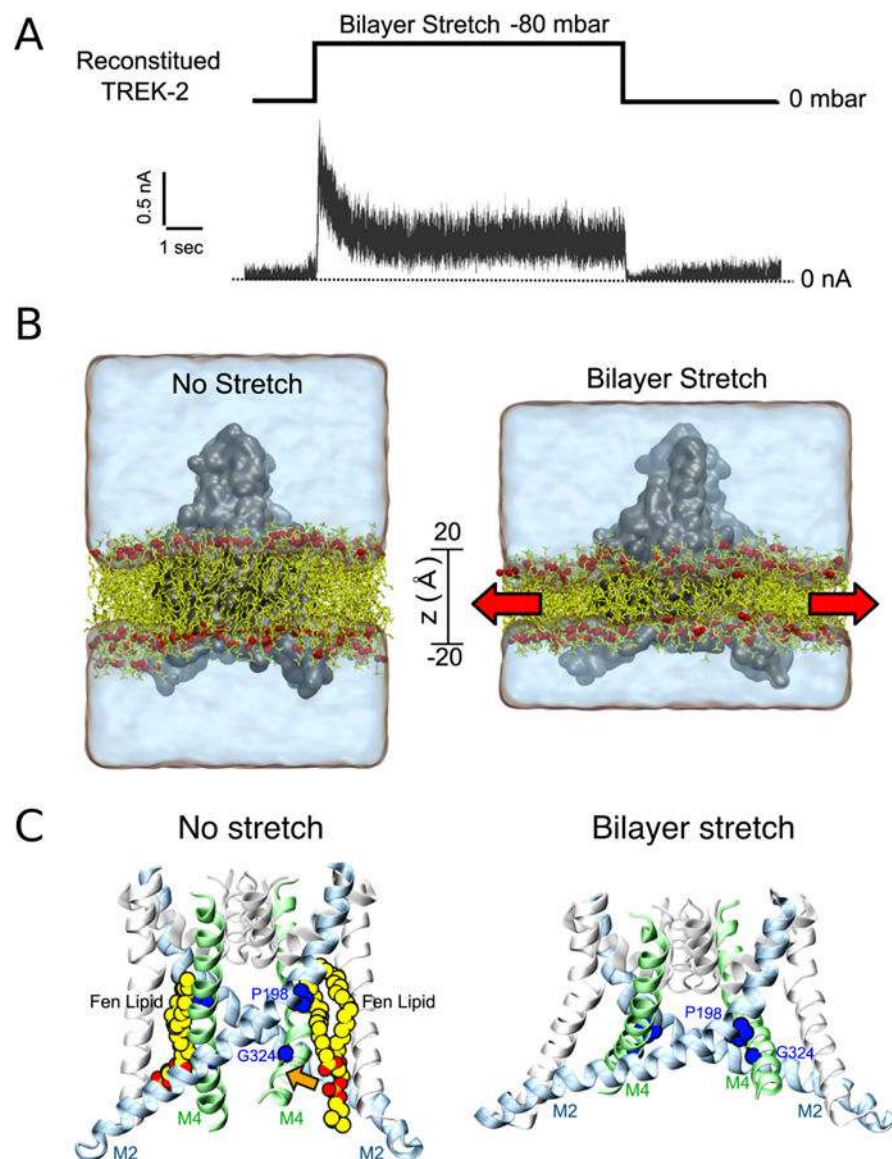 A
Bilayer Stretch -80 mbar
Reconstitued
TREK-2
0 mbar
0.5 nA
1 sec
0 nA
B
No Stretch
Bilayer Stretch
20
z (Å)
-20
C
No stretch
Bilayer stretch
Fen Lipid
P198
Fen Lipid
G324
M4
M4
M2
M2
P198
G324
M4
M4
M2
M2